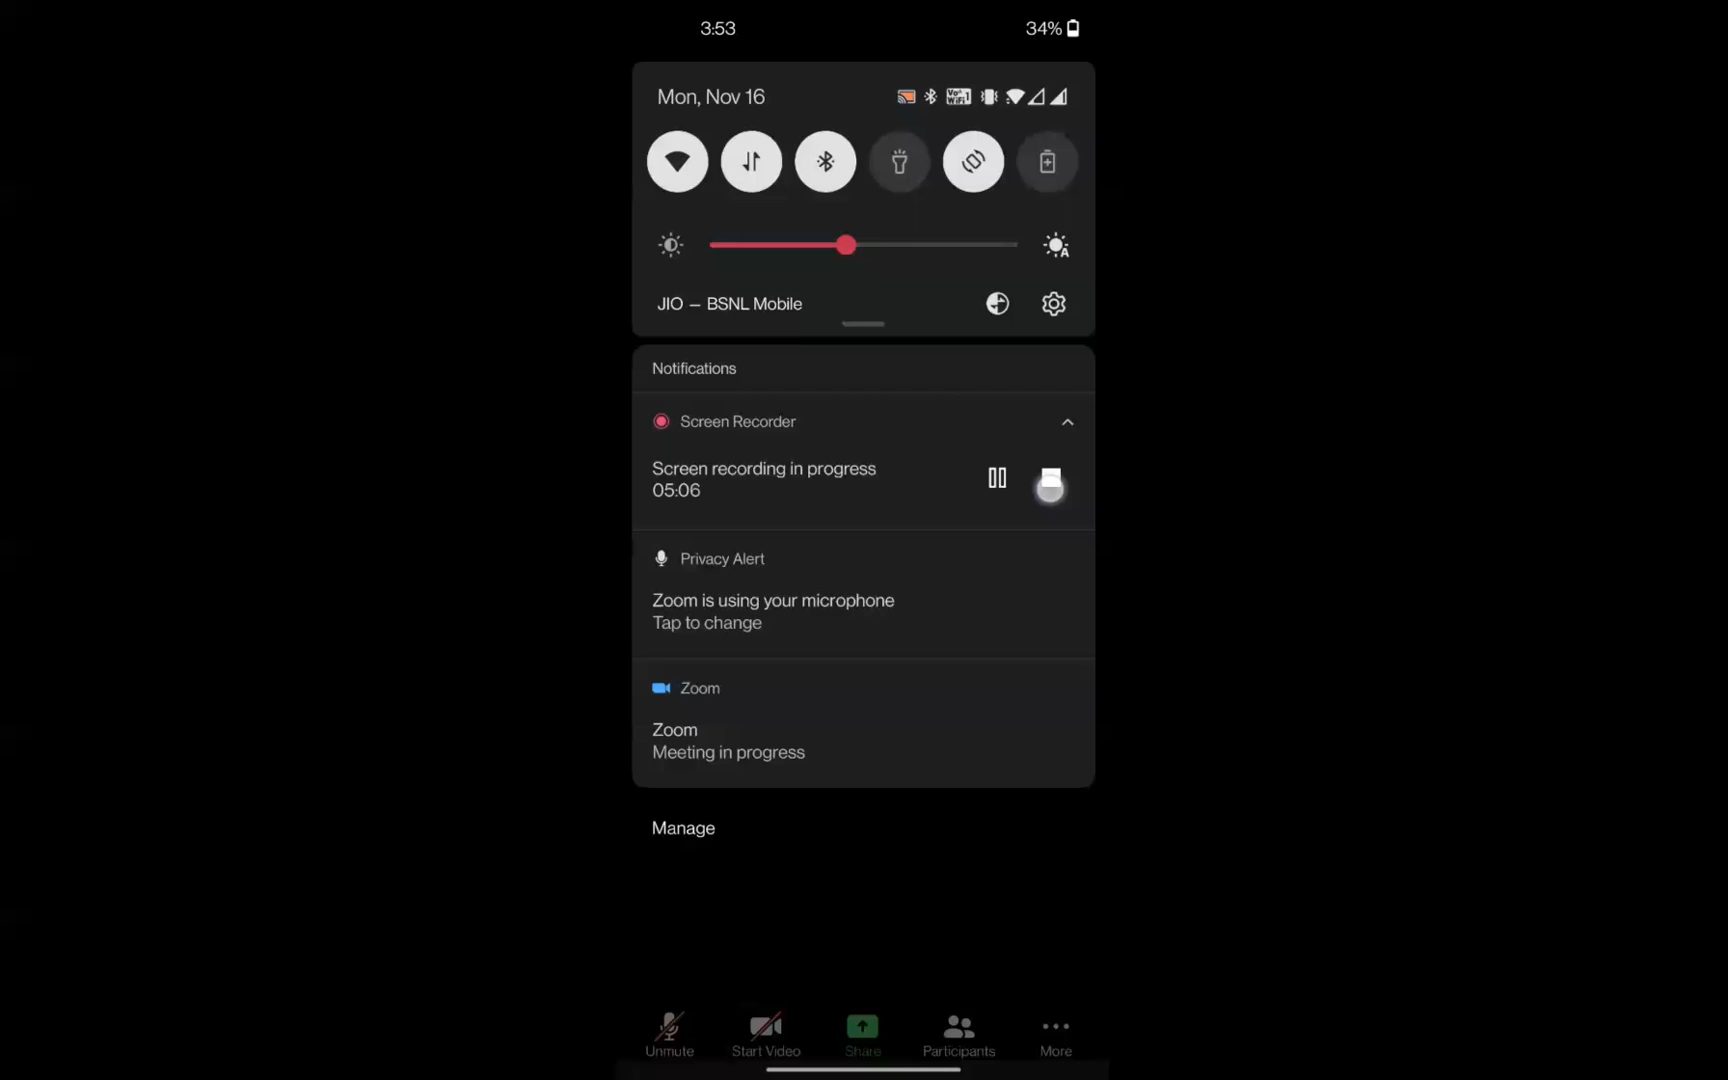 3:53
34%
Mon, Nov 16
JIO — BSNL Mobile
Notifications
Screen Recorder
Screen recording in progress
05:06
Privacy Alert
Zoom is using your microphone
Tap to change
Zoom
Zoom
Meeting in progress
Manage
Unmute
Start Video
Share
Participants
More